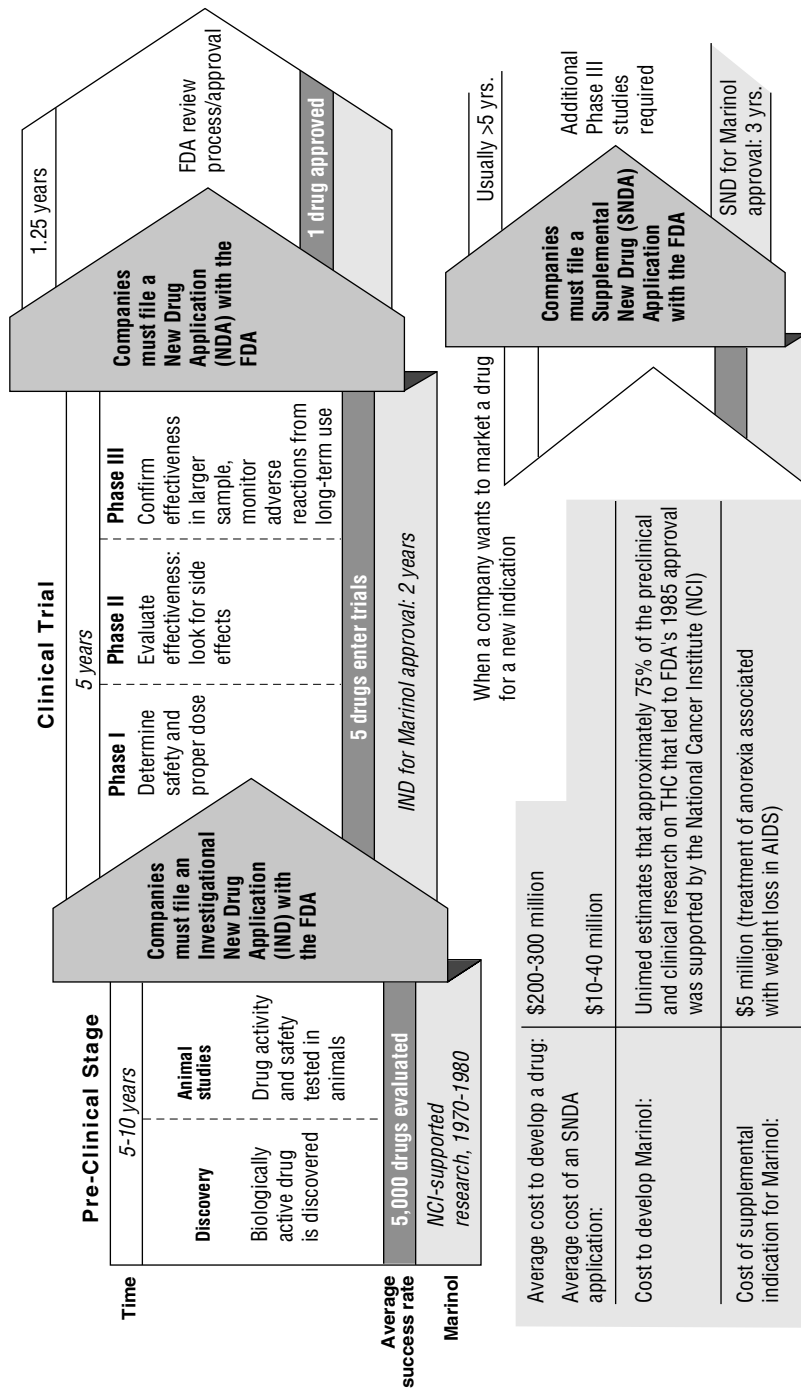 Pre-Clinical Stage
Clinical Trial
Time
5-10 years
5 years
1.25 years
Discovery
Biologically
active drug
is discovered
Animal
studies
Drug activity
and safety
tested in
animals
Companies
must file an
Investigational
New Drug
Application
(IND) with
the FDA
Phase I
Determine
safety and
proper dose
Phase II
Evaluate
effectiveness:
look for side
effects
Phase III
Confirm
effectiveness
in larger
sample,
monitor
adverse
reactions from
long-term use
Companies
must file a
New Drug
Application
(NDA) with the
FDA
FDA review
process/approval
Average
success rate
5,000 drugs evaluated
5 drugs enter trials
1 drug approved
Marinol
NCI-supported
research, 1970-1980
IND for Marinol approval: 2 years
Average cost to develop a drug:
$200-300 million
Average cost of an SNDA
application:
$10-40 million
Cost to develop Marinol:
Unimed estimates that approximately 75% of the preclinical
and clinical research on THC that led to FDA's 1985 approval
was supported by the National Cancer Institute (NCI)
Cost of supplemental
indication for Marinol:
$5 million (treatment of anorexia associated
with weight loss in AIDS)
When a company wants to market a drug
for a new indication
Companies
must file a
Supplemental
New Drug (SNDA)
Application
with the FDA
Usually >5 yrs.
Additional
Phase III
studies
required
SND for Marinol
approval: 3 yrs.